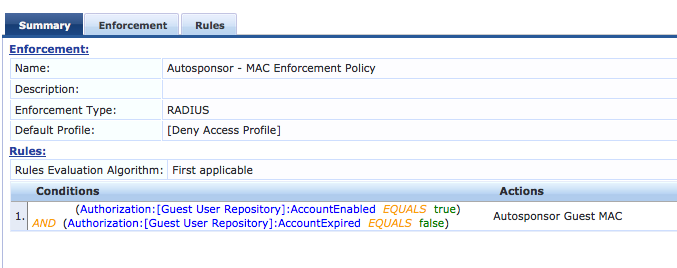 Summary Enforcement Rules
Enforcement:
Name: Autosponsor - MAC Enforcement Policy
Description:
Enforcement Type: RADIUS
Default Profile: [Deny Access Profile]
Rules:
Rules Evaluation Algorithm: First applicable
Conditions Actions
(Authorization:[Guest User Repository]:AccountEnabled EQUALS true)
1. AND (Authorization:[Guest User Repository]:AccountExpired EQUALS false) Autosponsor Guest MAC